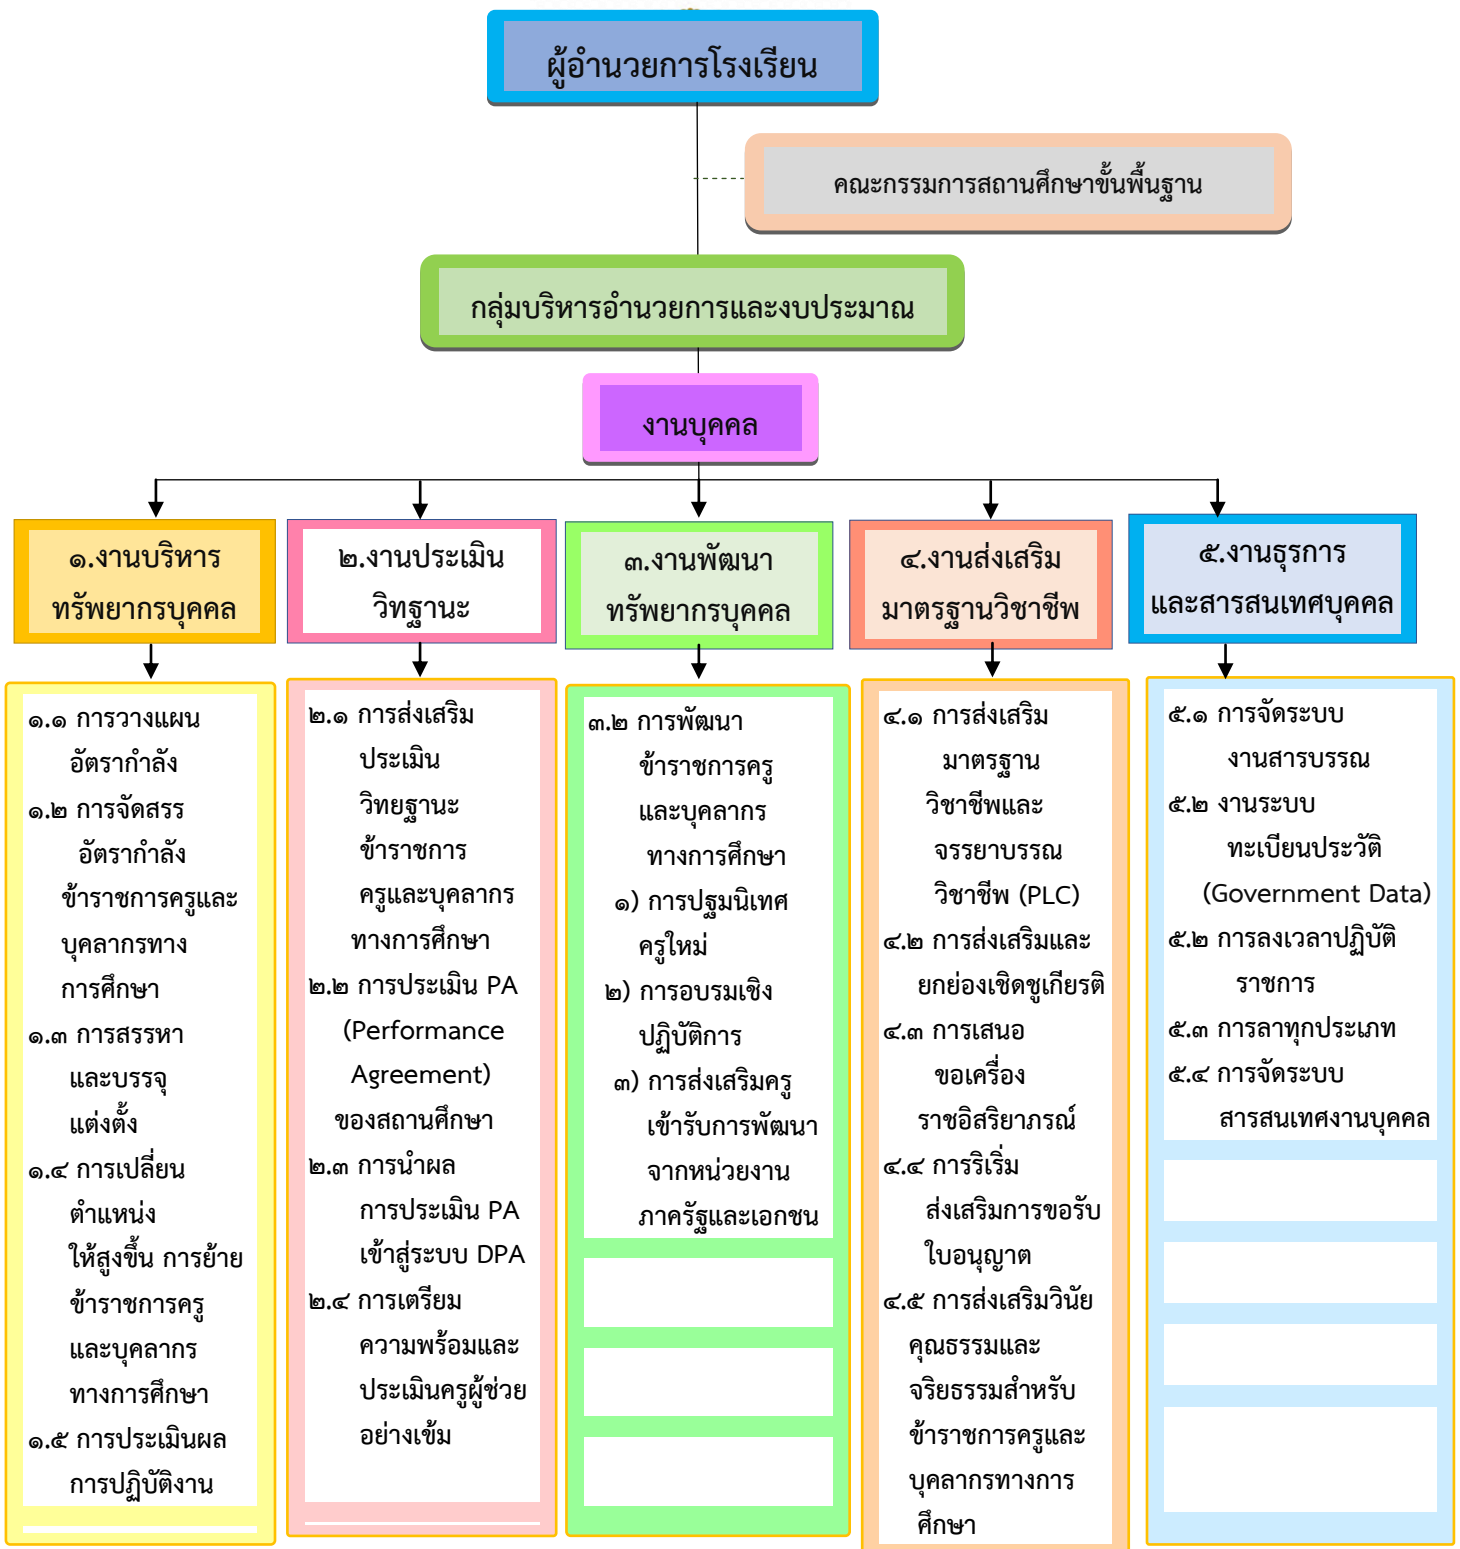 ผู้อำนวยการโรงเรียน
คณะกรรมการสถานศึกษาขั้นพื้นฐาน
กลุ่มบริหารอำนวยการและงบประมาณ
งานบุคคล
๑.งานบริหาร
ทรัพยากรบุคคล
๒.งานประเมิน
วิทฐานะ
๓.งานพัฒนา
ทรัพยากรบุคคล
๔.งานส่งเสริม
มาตรฐานวิชาชีพ
๕.งานธุรการ
และสารสนเทศบุคคล
๑.๑ การวางแผน
อัตรากำลัง
๑.๒ การจัดสรร
อัตรากำลัง
ข้าราชการครูและ
บุคลากรทาง
การศึกษา
๑.๓ การสรรหา
และบรรจุ
แต่งตั้ง
๑.๔ การเปลี่ยน
ตำแหน่ง
ให้สูงขึ้น การย้าย
ข้าราชการครู
และบุคลากร
ทางการศึกษา
๑.๕ การประเมินผล
การปฏิบัติงาน
๒.๑ การส่งเสริม
ประเมิน
วิทยฐานะ
ข้าราชการ
ครูและบุคลากร
ทางการศึกษา
๒.๒ การประเมิน PA
(Performance
Agreement)
ของสถานศึกษา
๒.๓ การนำผล
การประเมิน PA
เข้าสู่ระบบ DPA
๒.๔ การเตรียม
ความพร้อมและ
ประเมินครูผู้ช่วย
อย่างเข้ม
๓.๒ การพัฒนา
ข้าราชการครู
และบุคลากร
ทางการศึกษา
๑) การปฐมนิเทศ
ครูใหม่
๒) การอบรมเชิง
ปฏิบัติการ
๓) การส่งเสริมครู
เข้ารับการพัฒนา
จากหน่วยงาน
ภาครัฐและเอกชน
๔.๑ การส่งเสริม
มาตรฐาน
วิชาชีพและ
จรรยาบรรณ
วิชาชีพ (PLC)
๔.๒ การส่งเสริมและ
ยกย่องเชิดชูเกียรติ
๔.๓ การเสนอ
ขอเครื่อง
ราชอิสริยาภรณ์
๔.๔ การริเริ่ม
ส่งเสริมการขอรับ
ใบอนุญาต
๔.๕ การส่งเสริมวินัย
คุณธรรมและ
จริยธรรมสำหรับ
ข้าราชการครูและ
บุคลากรทางการ
ศึกษา
๕.๑ การจัดระบบ
งานสารบรรณ
๕.๒ งานระบบ
ทะเบียนประวัติ
(Government Data)
๕.๒ การลงเวลาปฏิบัติ
ราชการ
๕.๓ การลาทุกประเภท
๕.๔ การจัดระบบ
สารสนเทศงานบุคคล